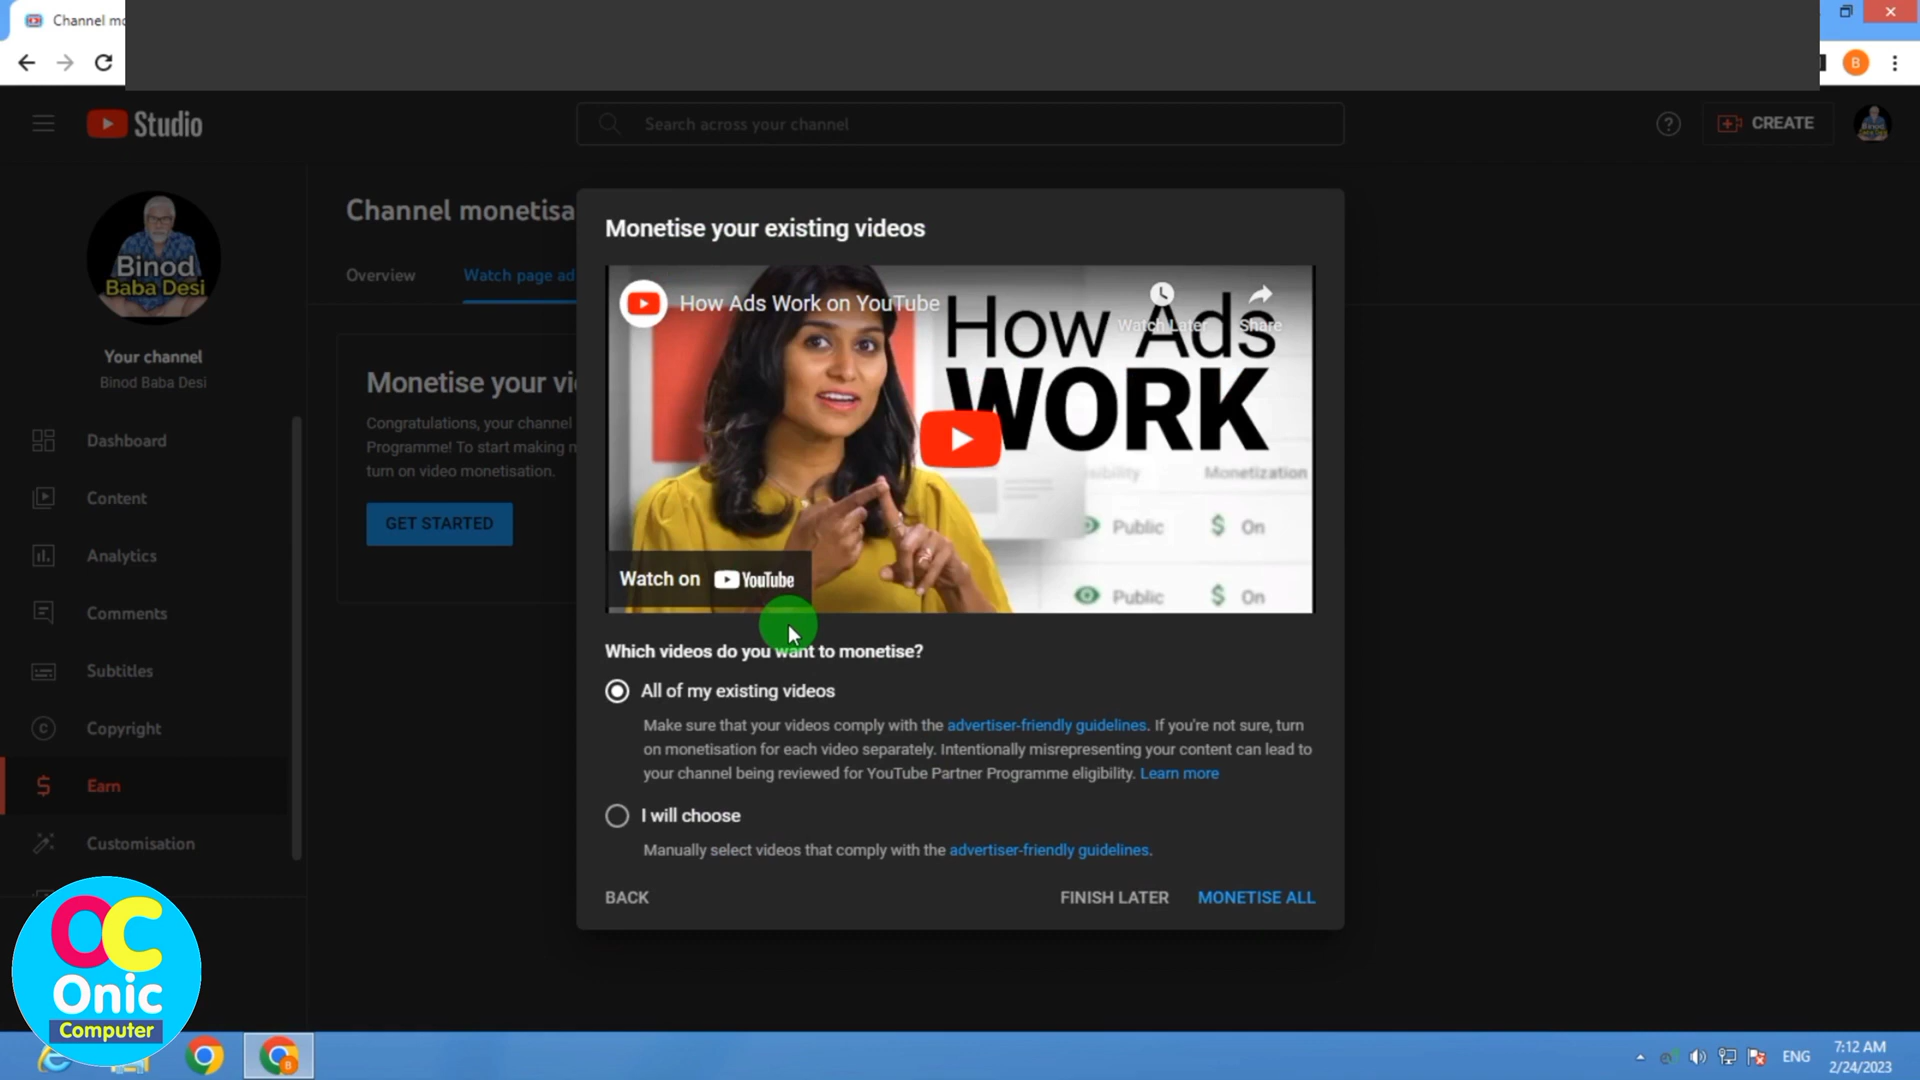 Channel mo
B
Studio
Search across your channel
CREATE
Binod
Baba Desi
Your channel
Binod Baba Desi
Dashboard
Content
Analytics
Comments
Subtitles
Copyright
Earn
Customisation
Channel monetisa
Overview
Watch page ad
Monetise your vi
Congratulations, your channel
Programme! To start making m
turn on video monetisation.
GET STARTED
Monetise your existing videos
How Ads Work on YouTube
Watch Later
Share
How Ads
WORK
Monetization
Public
$ On
Public
$ On
Watch on YouTube
Which videos do you want to monetise?
All of my existing videos
Make sure that your videos comply with the advertiser-friendly guidelines. If you're not sure, turn
on monetisation for each video separately. Intentionally misrepresenting your content can lead to
your channel being reviewed for YouTube Partner Programme eligibility. Learn more
I will choose
Manually select videos that comply with the advertiser-friendly guidelines.
BACK
FINISH LATER
MONETISE ALL
OC
Onic
Computer
ENG
7:12 AM
2/24/2023